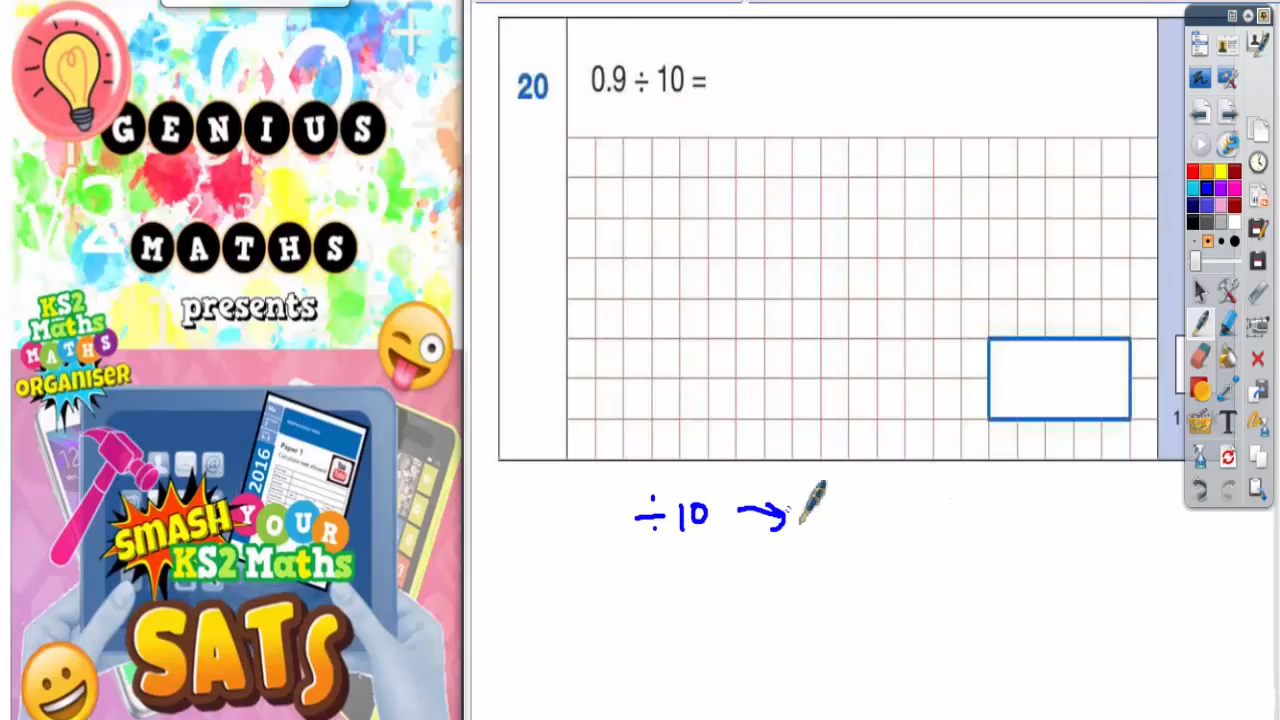 GENIUS
MATHS
presents
KS2
Maths
MATHS
ORGANISER
2016
Paper 1
SMASH YOUR
KS2 Maths
SATS
20 0.9 ÷ 10 =
1
÷10 →